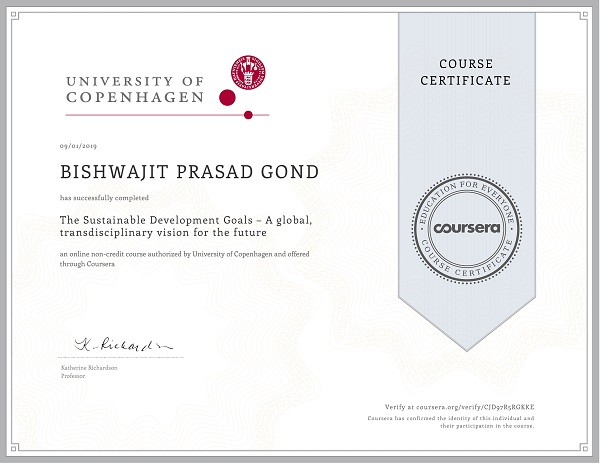 UNIVERSITY OF
COPENHAGEN
COURSE
CERTIFICATE
09/01/2019
BISHWAJIT PRASAD GOND
has successfully completed
The Sustainable Development Goals – A global,
transdisciplinary vision for the future
an online non-credit course authorized by University of Copenhagen and offered
through Coursera
EDUCATION FOR EVERYONE
coursera
COURSE CERTIFICATE
K. Richardson
Katherine Richardson
Professor
Verify at coursera.org/verify/CJD97R5RGKKE
Coursera has confirmed the identity of this individual and
their participation in the course.